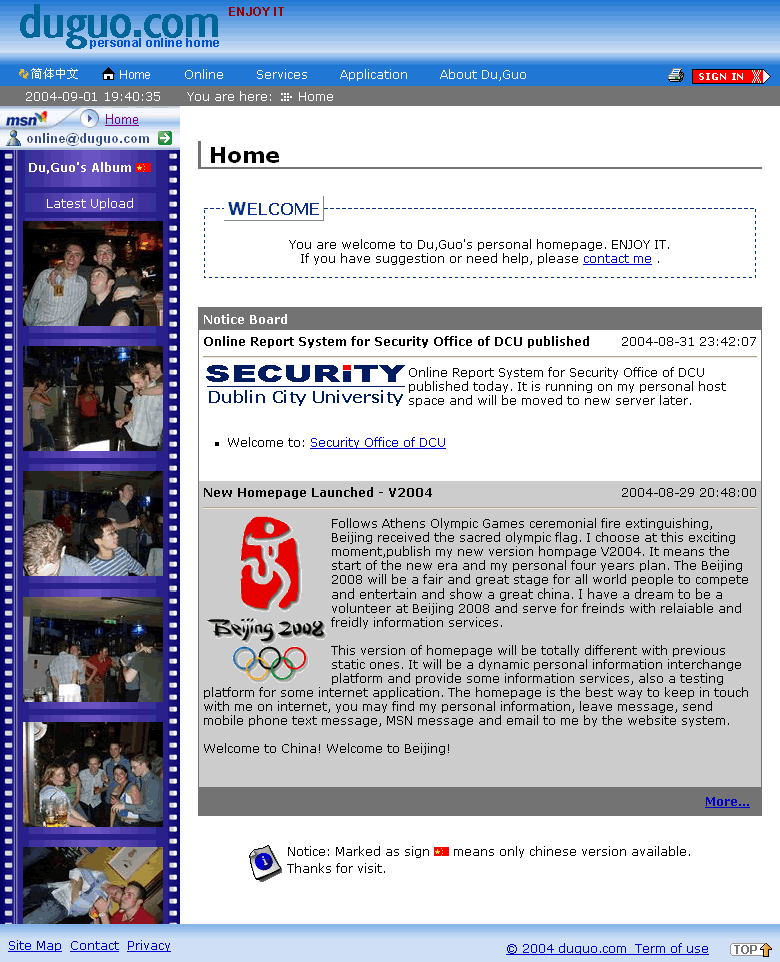 duguo.com
ENJOY IT
personal online home
简体中文 Home Online Services Application About Du,Guo SIGN IN
2004-09-01 19:40:35 You are here: Home
msn Home
online@duguo.com
Du,Guo's Album
Latest Upload
Home
WELCOME
You are welcome to Du,Guo's personal homepage. ENJOY IT.
If you have suggestion or need help, please contact me .
Notice Board
Online Report System for Security Office of DCU published 2004-08-31 23:42:07
SECURiTY
Dublin City University
Online Report System for Security Office of DCU
published today. It is running on my personal host
space and will be moved to new server later.
Welcome to: Security Office of DCU
New Homepage Launched - V2004 2004-08-29 20:48:00
Beijing 2008
Follows Athens Olympic Games ceremonial fire extinguishing,
Beijing received the sacred olympic flag. I choose at this exciting
moment,publish my new version hompage V2004. It means the
start of the new era and my personal four years plan. The Beijing
2008 will be a fair and great stage for all world people to compete
and entertain and show a great china. I have a dream to be a
volunteer at Beijing 2008 and serve for freinds with relaiable and
freidly information services.
This version of homepage will be totally different with previous
static ones. It will be a dynamic personal information interchange
platform and provide some information services, also a testing
platform for some internet application. The homepage is the best way to keep in touch
with me on internet, you may find my personal information, leave message, send
mobile phone text message, MSN message and email to me by the website system.
Welcome to China! Welcome to Beijing!
More...
Notice: Marked as sign means only chinese version available.
Thanks for visit.
Site Map Contact Privacy © 2004 duguo.com Term of use TOP